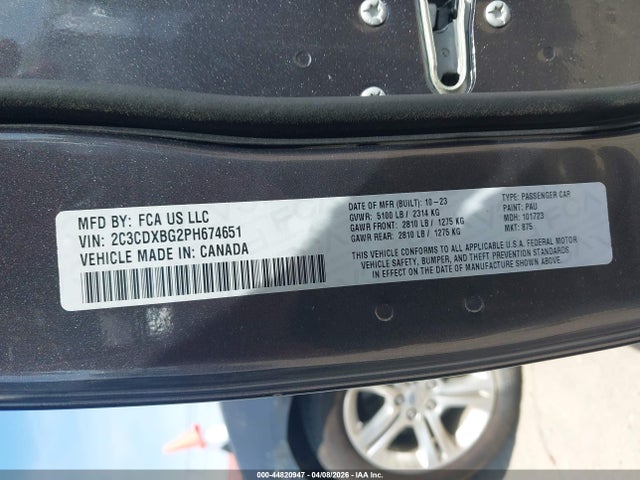 MFD BY: FCA US LLC
VIN: 2C3CDXBG2PH674651
VEHICLE MADE IN: CANADA
DATE OF MFR (BUILT): 10-23
GVWR: 5100 LB / 2314 KG
GAWR FRONT: 2810 LB / 1275 KG
GAWR REAR: 2810 LB / 1275 KG
TYPE: PASSENGER CAR
PAINT: PAU
MDH: 101723
MKT: 875
THIS VEHICLE CONFORMS TO ALL APPLICABLE U.S.A. FEDERAL MOTOR
VEHICLE SAFETY, BUMPER, AND THEFT PREVENTION STANDARDS
IN EFFECT ON THE DATE OF MANUFACTURE SHOWN ABOVE.
000-44820947 - 04/08/2026 - COPYRIGHT IAA, LLC